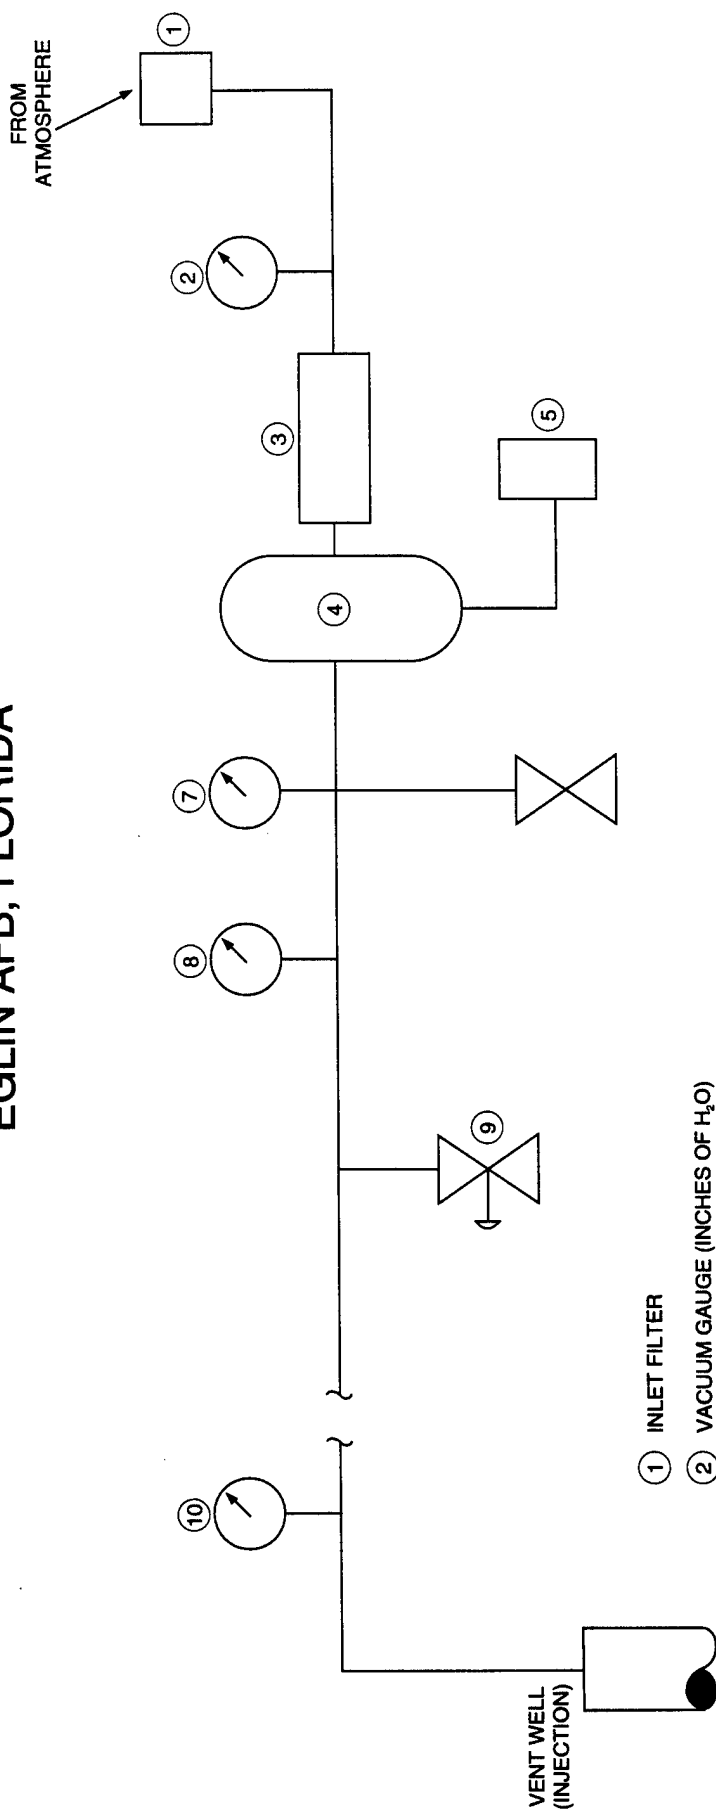 EGLIN AFB, FLORIDA
FROM
ATMOSPHERE
10
8
7
2
1
3
4
9
5
VENT WELL
(INJECTION)
1 INLET FILTER
2 VACUUM GAUGE (INCHES OF H₂O)